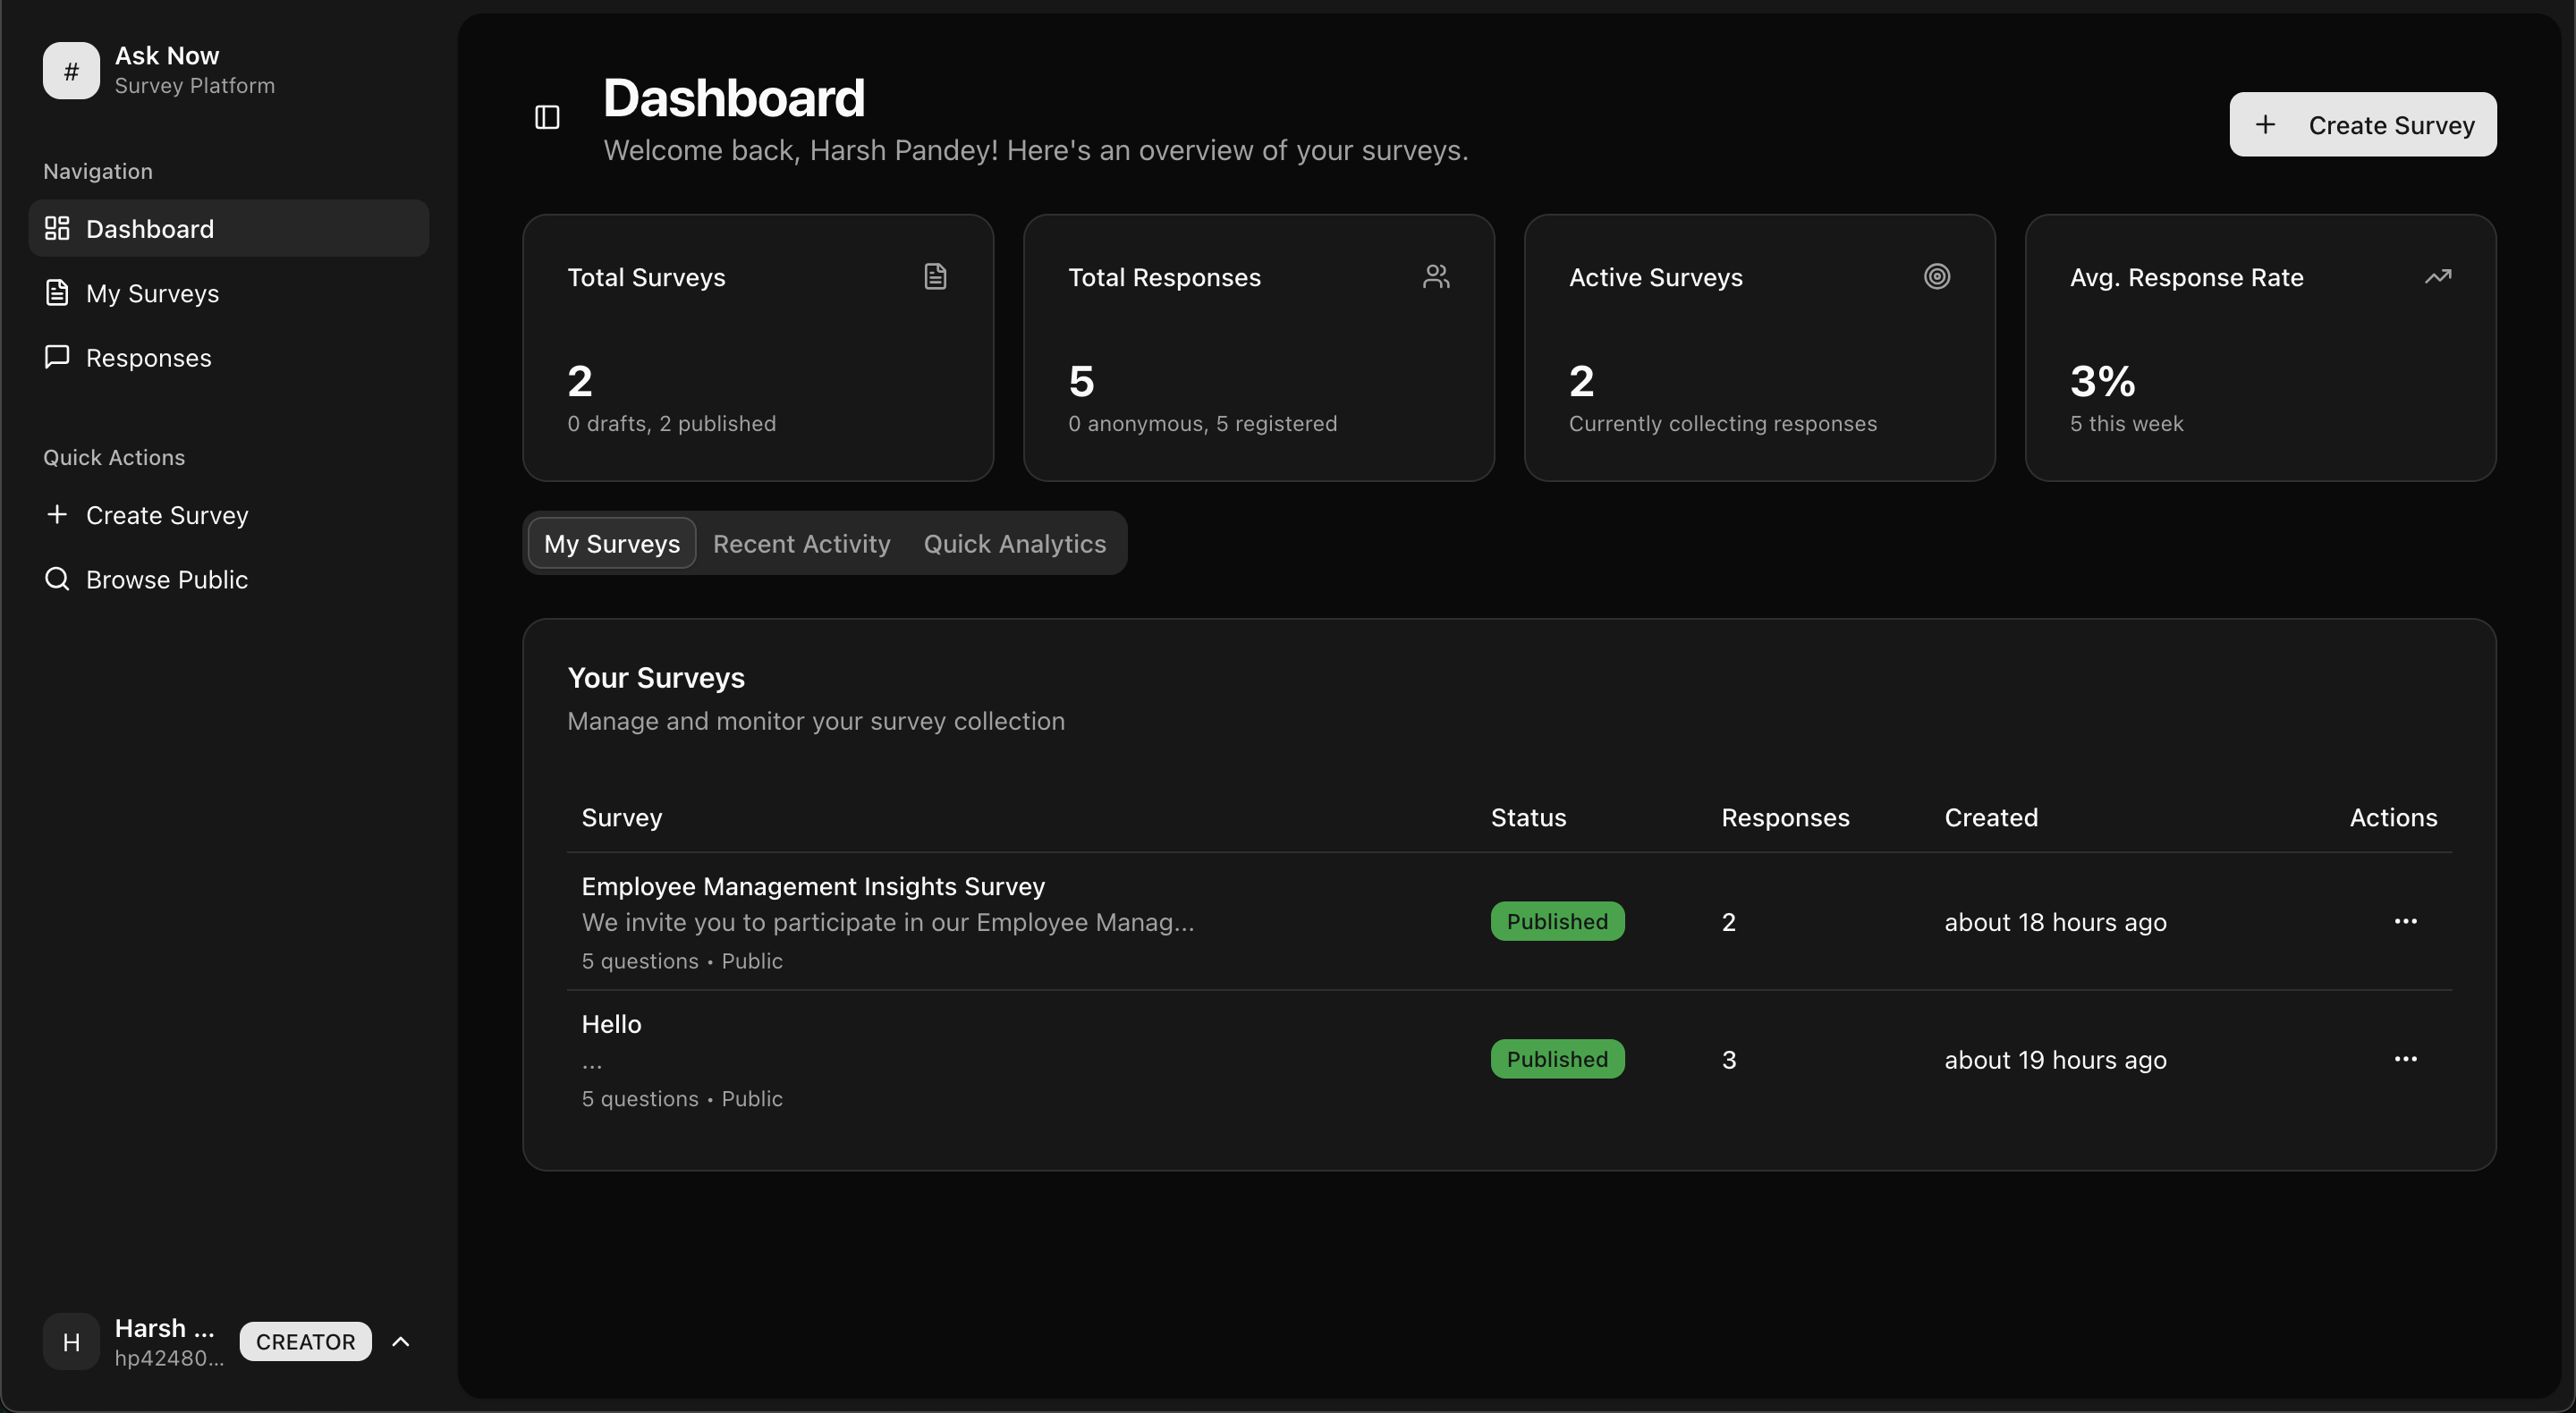 #
Ask Now
Survey Platform
Navigation
Dashboard
My Surveys
Responses
Quick Actions
Create Survey
Browse Public
H
Harsh ...
hp42480...
CREATOR
Dashboard
Welcome back, Harsh Pandey! Here's an overview of your surveys.
Create Survey
Total Surveys
2
0 drafts, 2 published
Total Responses
5
0 anonymous, 5 registered
Active Surveys
2
Currently collecting responses
Avg. Response Rate
3%
5 this week
My Surveys Recent Activity Quick Analytics
Your Surveys
Manage and monitor your survey collection
Survey Status Responses Created Actions
Employee Management Insights Survey
We invite you to participate in our Employee Manag...
5 questions • Public
Published 2 about 18 hours ago
Hello
...
5 questions • Public
Published 3 about 19 hours ago